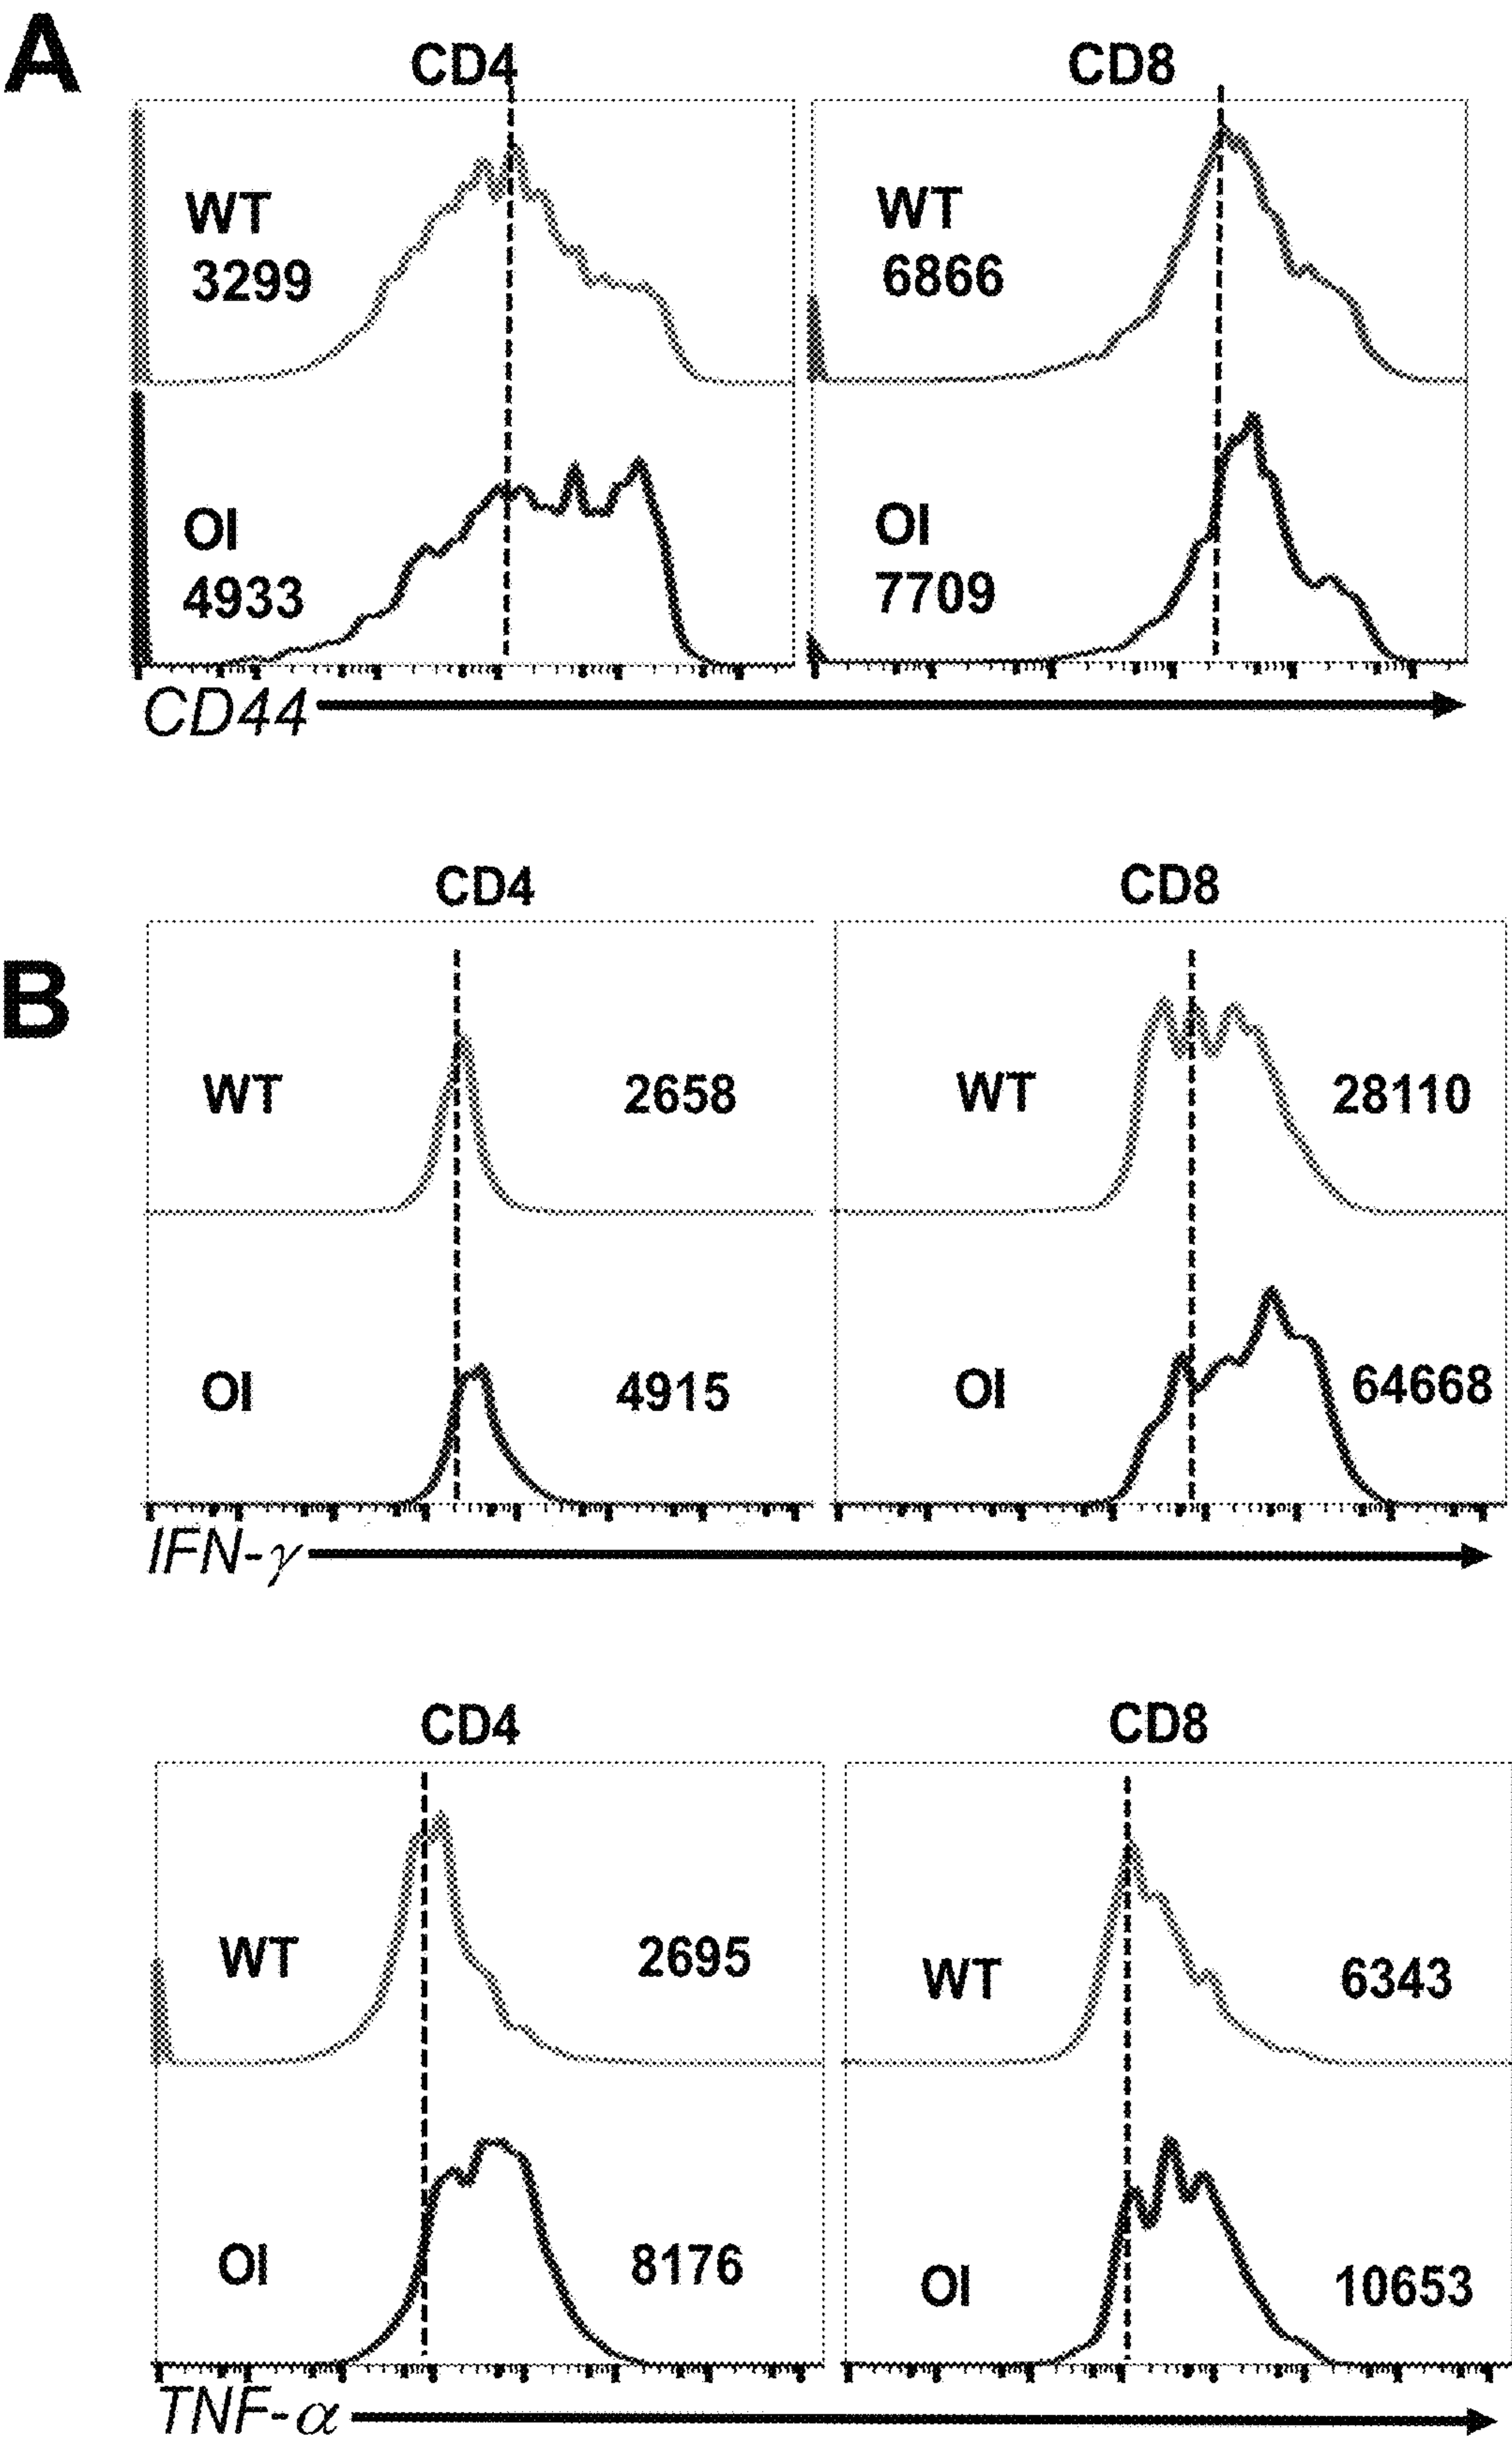 A
CD4 CD8
WT WT
3299 6866
OI OI
4933 7709
CD44
B
CD4 CD8
WT 2658 WT 28110
OI 4915 OI 64668
IFN-γ
CD4 CD8
WT 2695 WT 6343
OI 8176 OI 10653
TNF-α